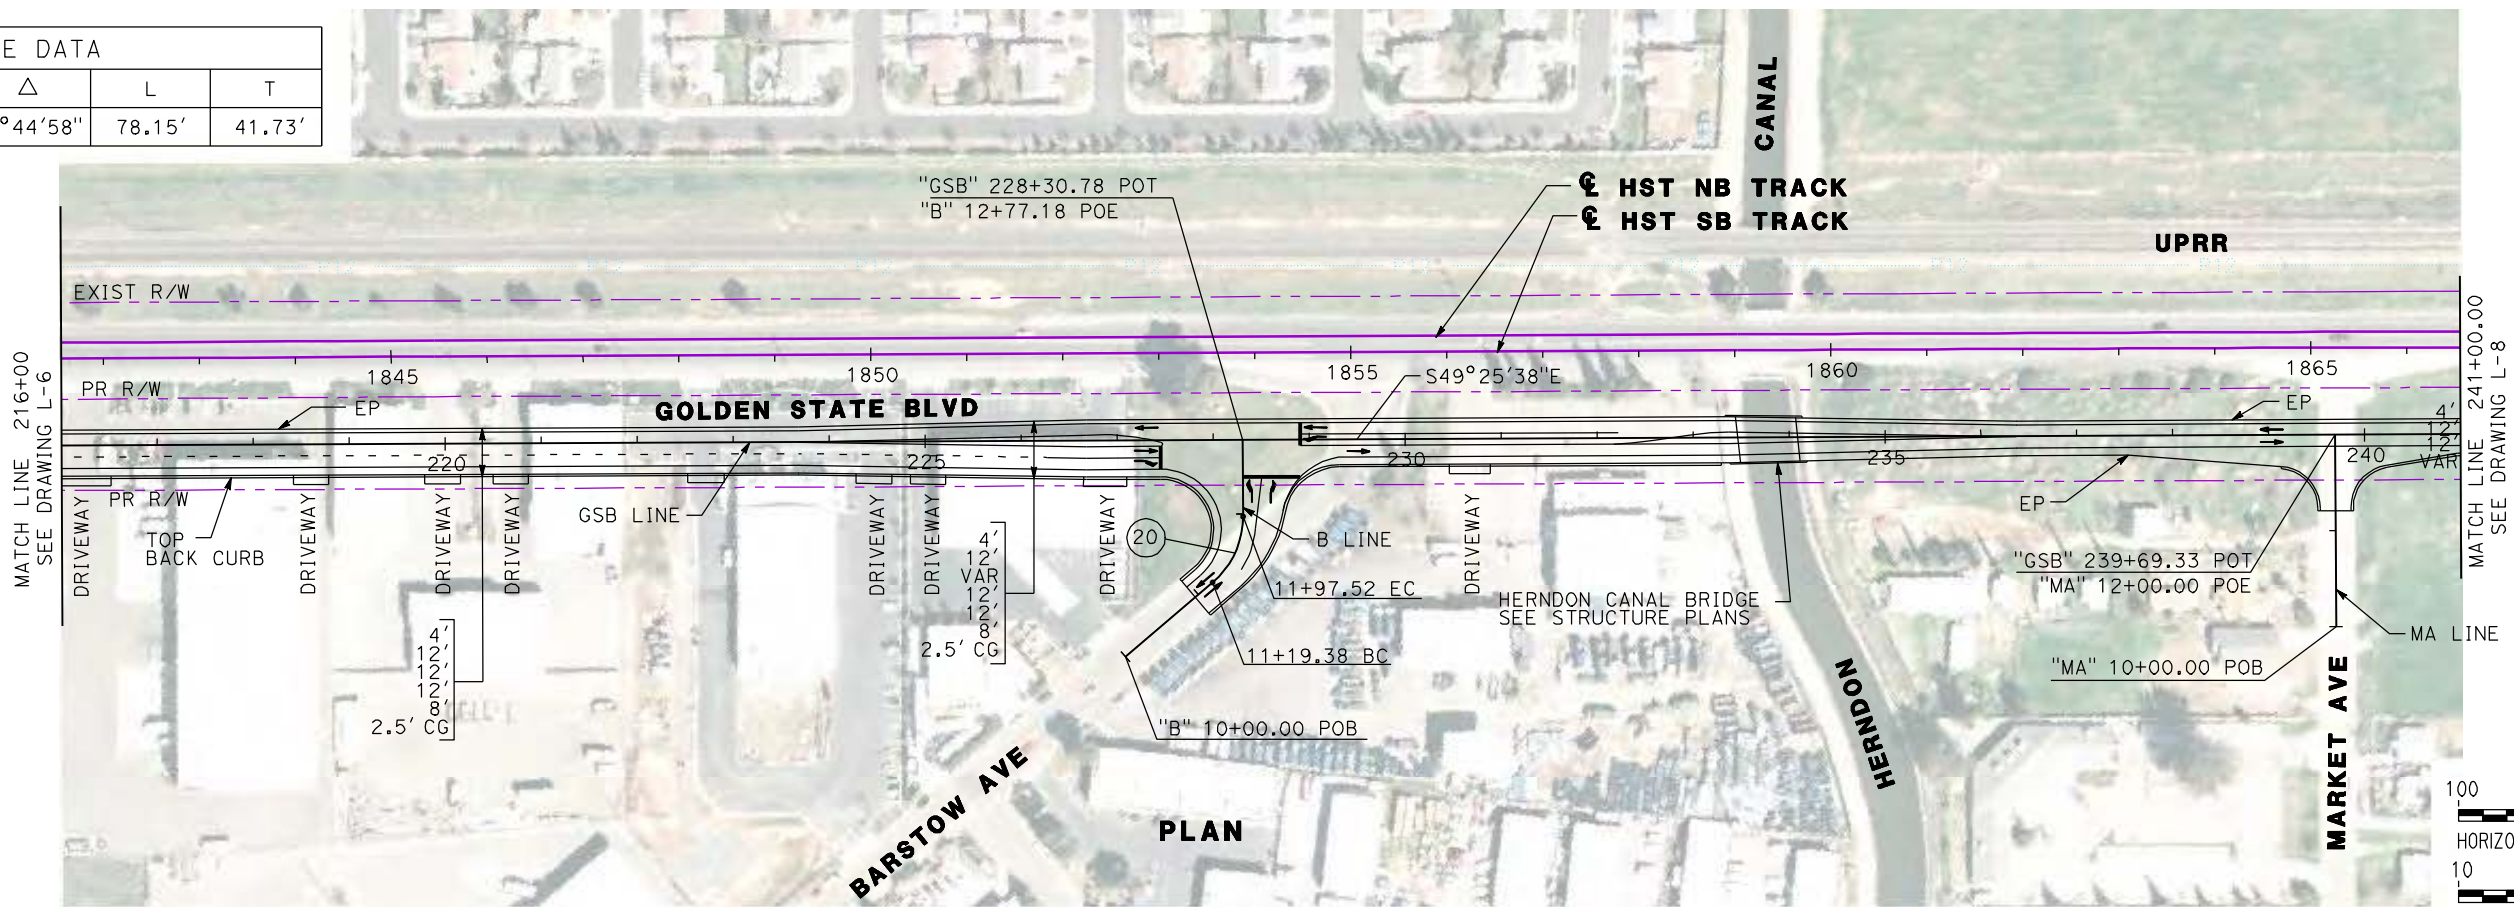 E DATA
△ L T
°44'58" 78.15' 41.73'
CANAL
"GSB" 228+30.78 POT
"B" 12+77.18 POE
℄ HST NB TRACK
℄ HST SB TRACK
UPRR
EXIST R/W
MATCH LINE 216+00
SEE DRAWING L-6
MATCH LINE 241+00.00
SEE DRAWING L-8
1845
1850
1855
1860
1865
S49°25'38"E
PR R/W
EP
GOLDEN STATE BLVD
EP
4'
12'
12'
VAR
220
225
230
235
240
PR R/W
TOP
BACK CURB
GSB LINE
EP
DRIVEWAY
DRIVEWAY
DRIVEWAY
DRIVEWAY
DRIVEWAY
DRIVEWAY
DRIVEWAY
DRIVEWAY
4'
12'
VAR
12'
12'
8'
2.5' CG
20
B LINE
11+97.52 EC
11+19.38 BC
"B" 10+00.00 POB
4'
12'
12'
12'
8'
2.5' CG
HERNDON CANAL BRIDGE
SEE STRUCTURE PLANS
"GSB" 239+69.33 POT
"MA" 12+00.00 POE
MA LINE
"MA" 10+00.00 POB
HERNDON
MARKET AVE
BARSTOW AVE
PLAN
100
HORIZO
10